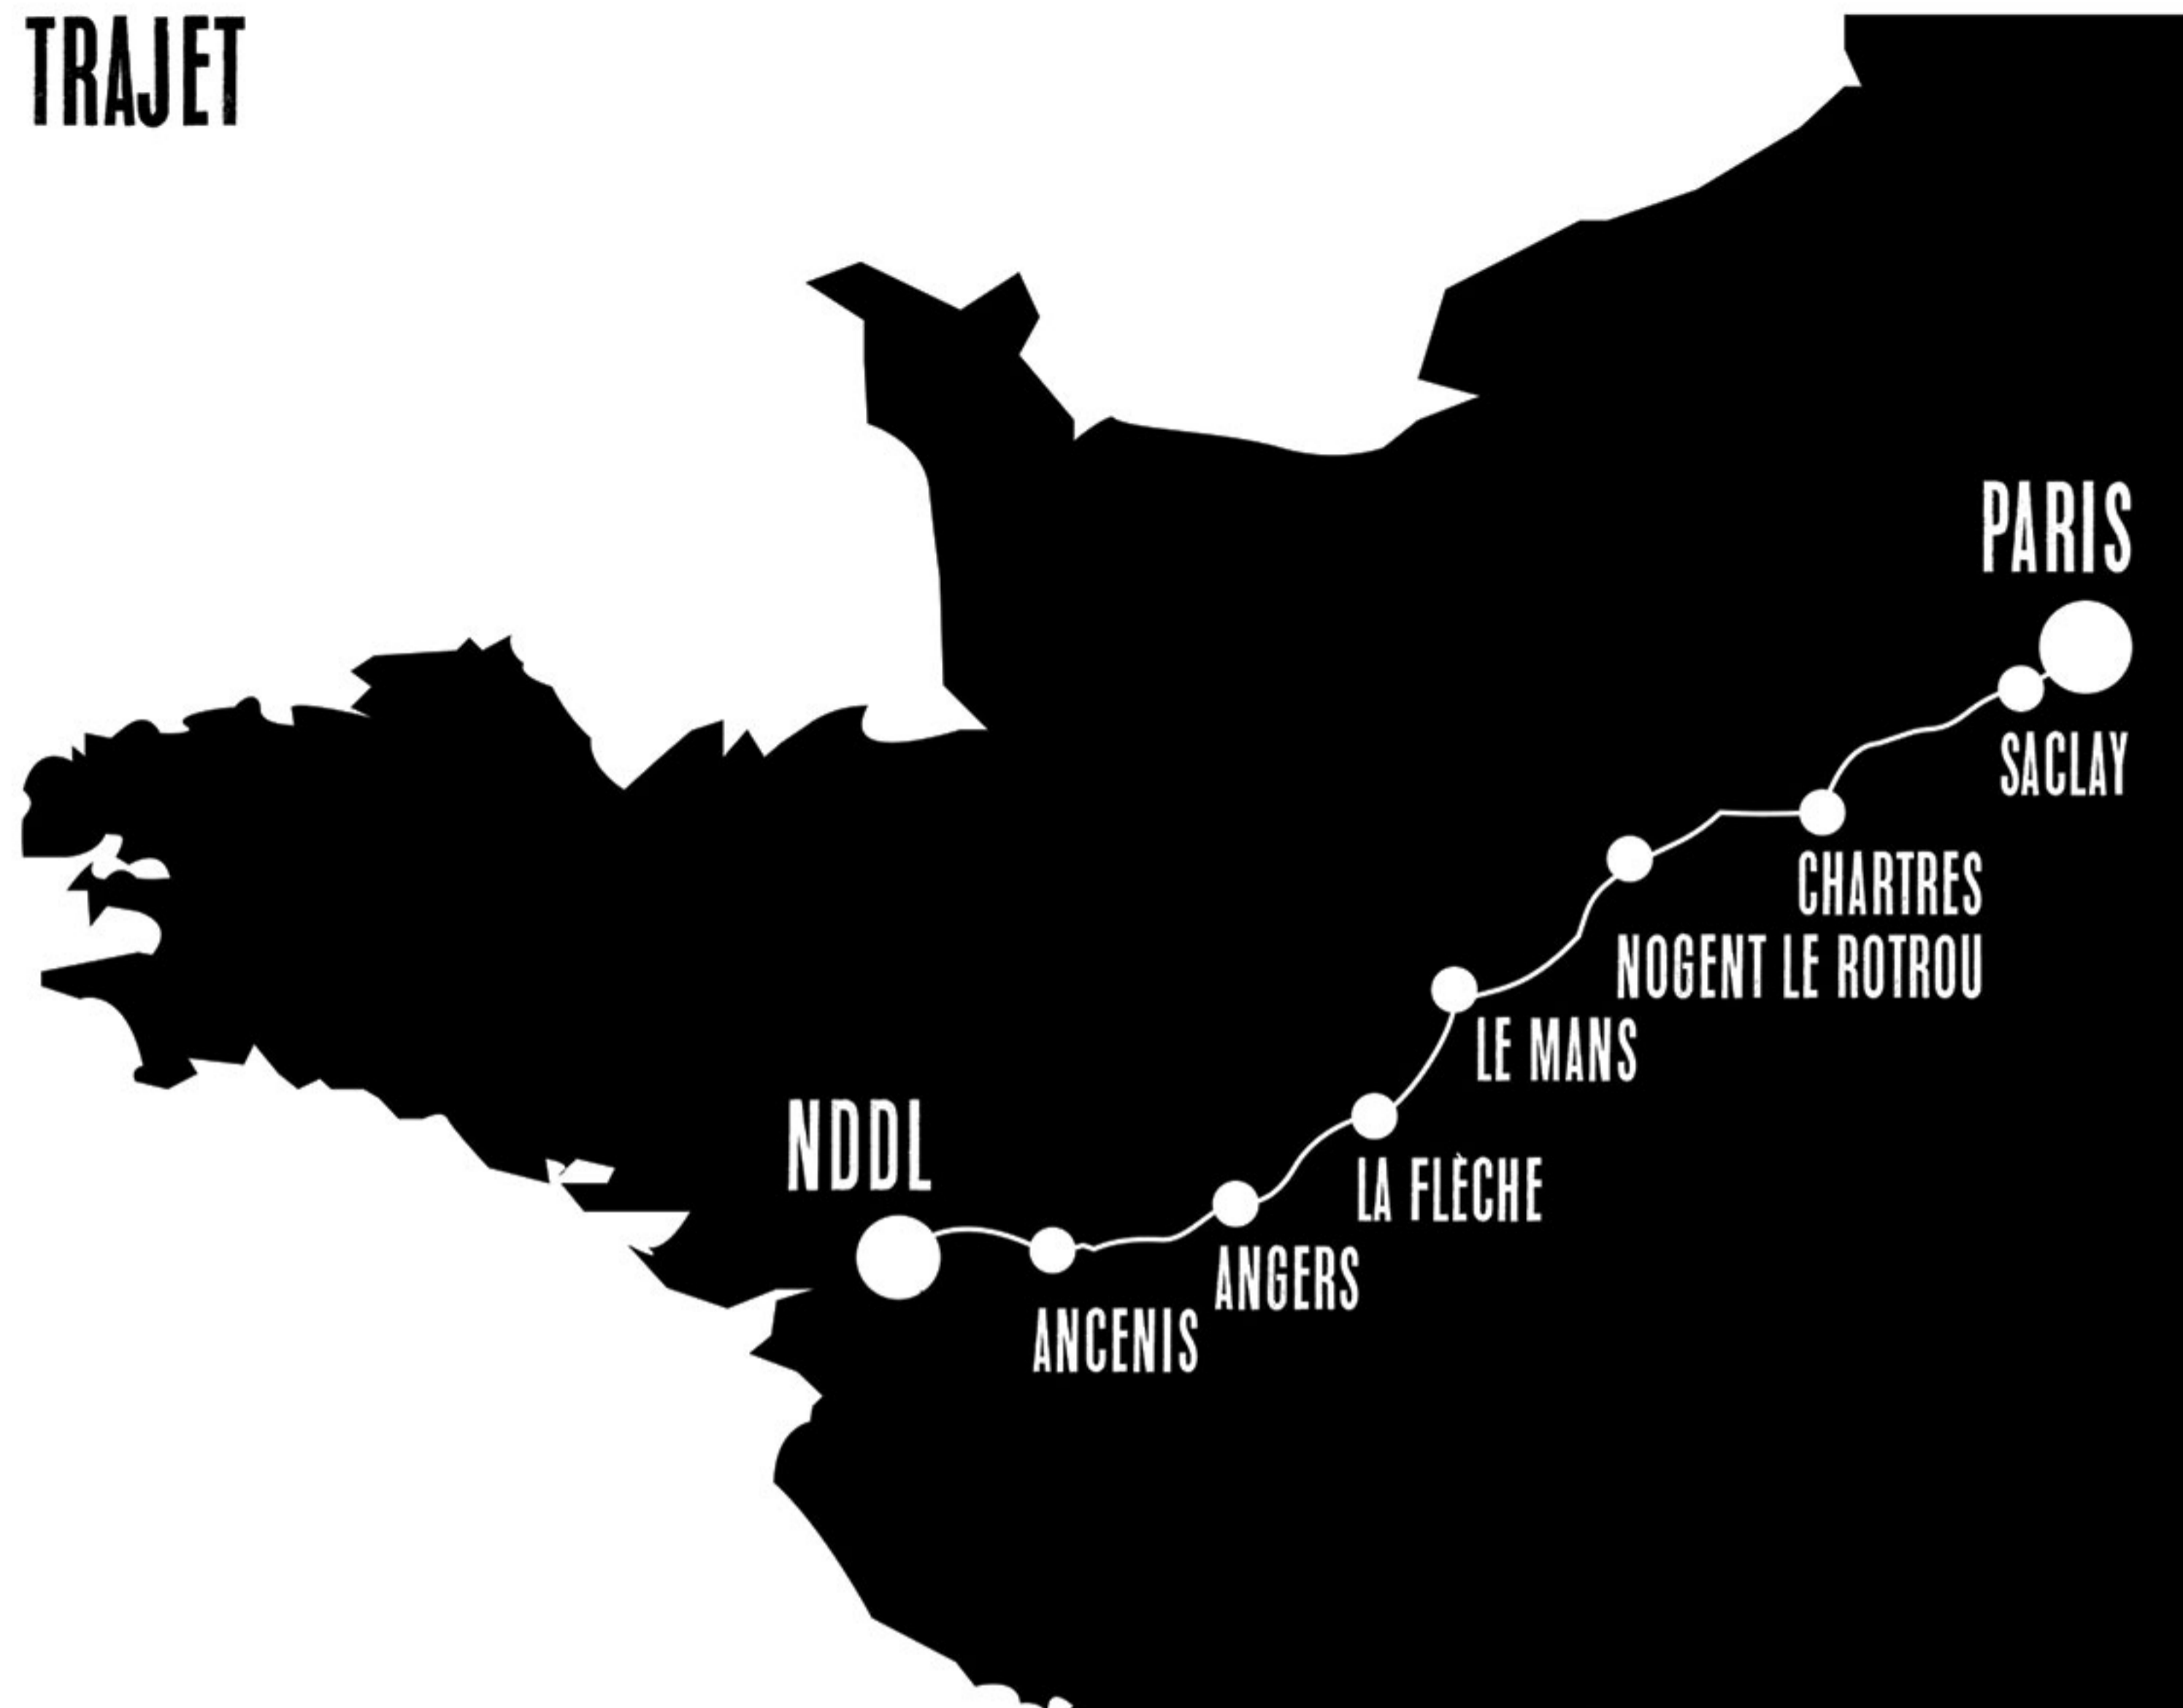 TRAJET
PARIS
SACLAY
CHARTRES
NOGENT LE ROTROU
LE MANS
NDDL
LA FLÈCHE
ANGERS
ANCENIS